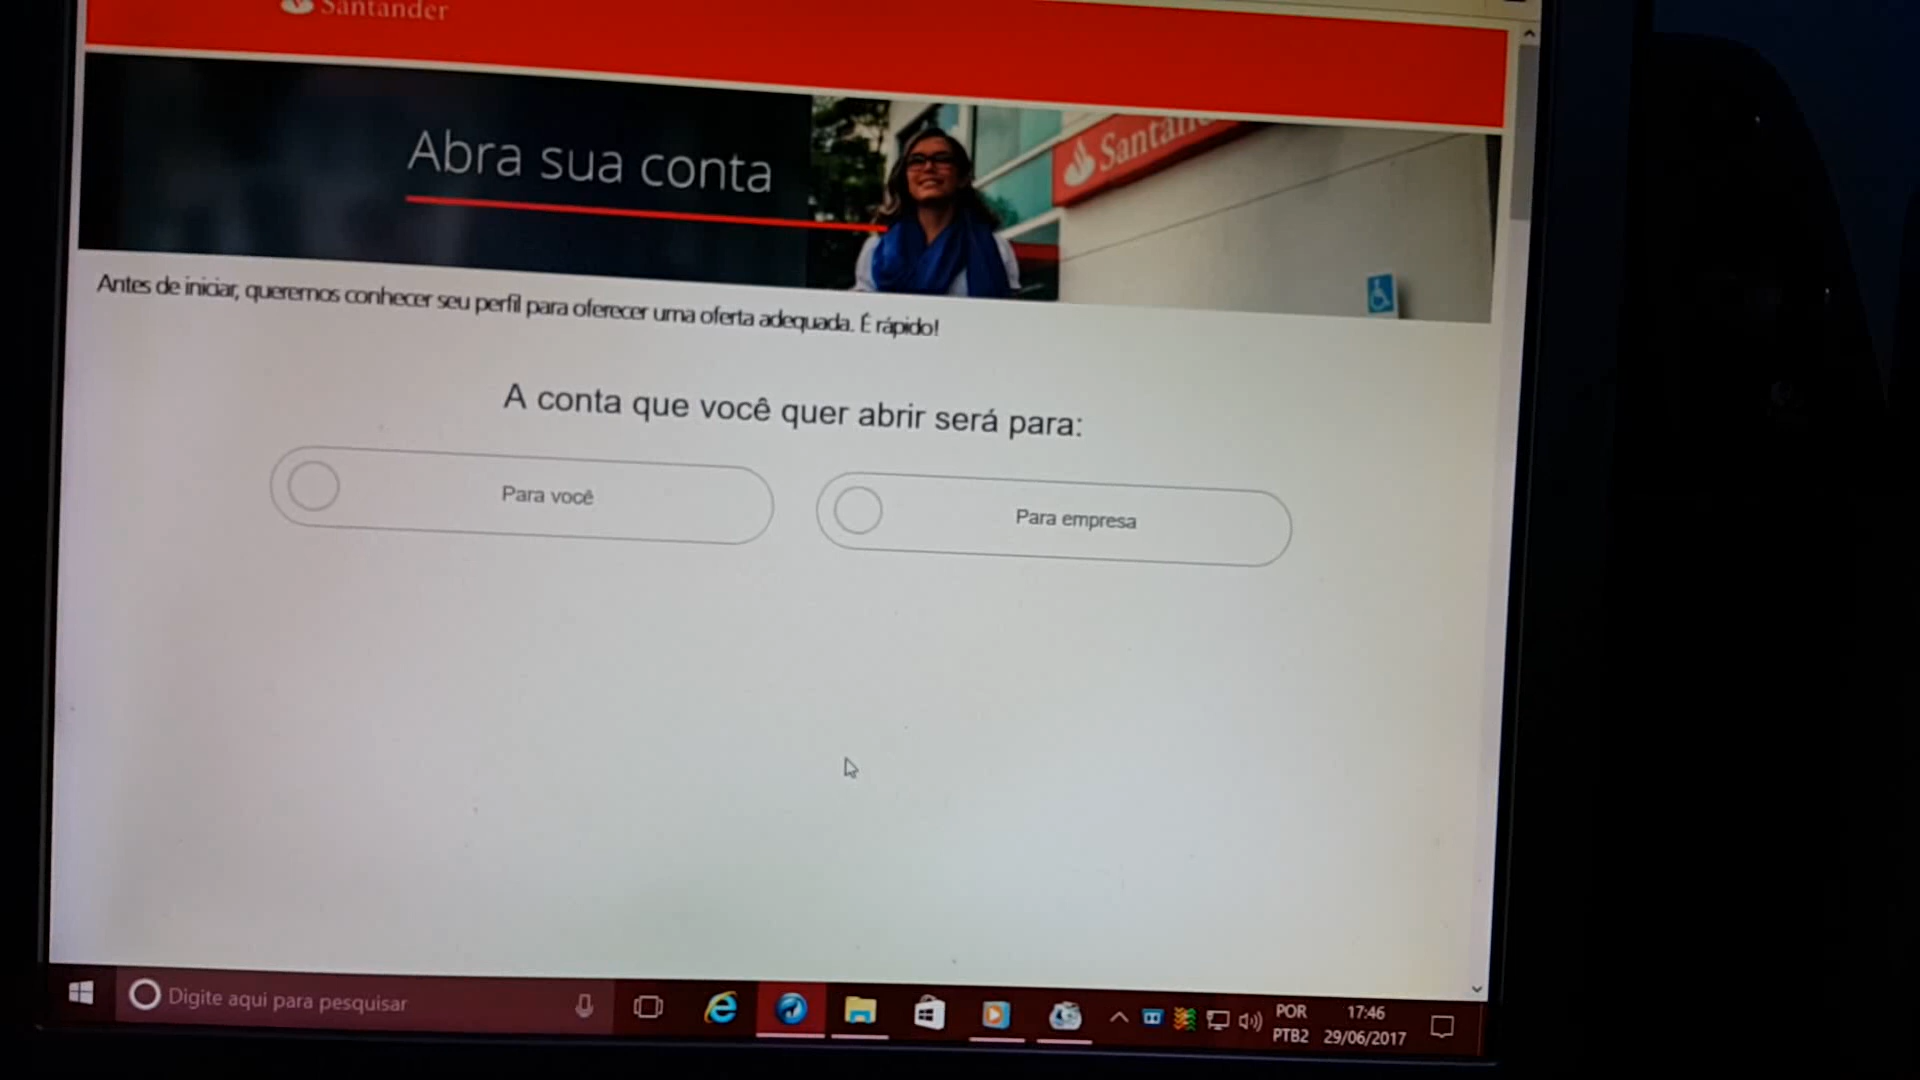 Santander
Abra sua conta
Santan
Antes de iniciar, queremos conhecer seu perfil para oferecer uma oferta adequada. É rápido!
A conta que você quer abrir será para:
Para você
Para empresa
Digite aqui para pesquisar
POR
PTB2
17:46
29/06/2017